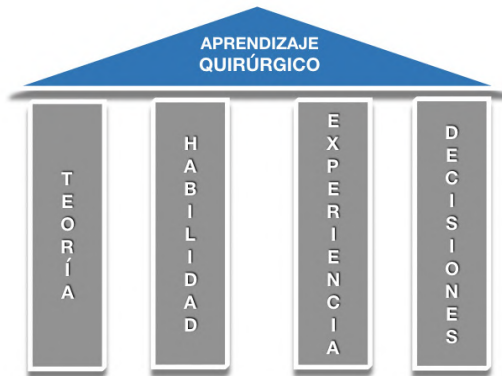 APRENDIZAJE
QUIRÚRGICO
TEORÍA
HABILIDAD
EXPERIENCIA
DECISIONES